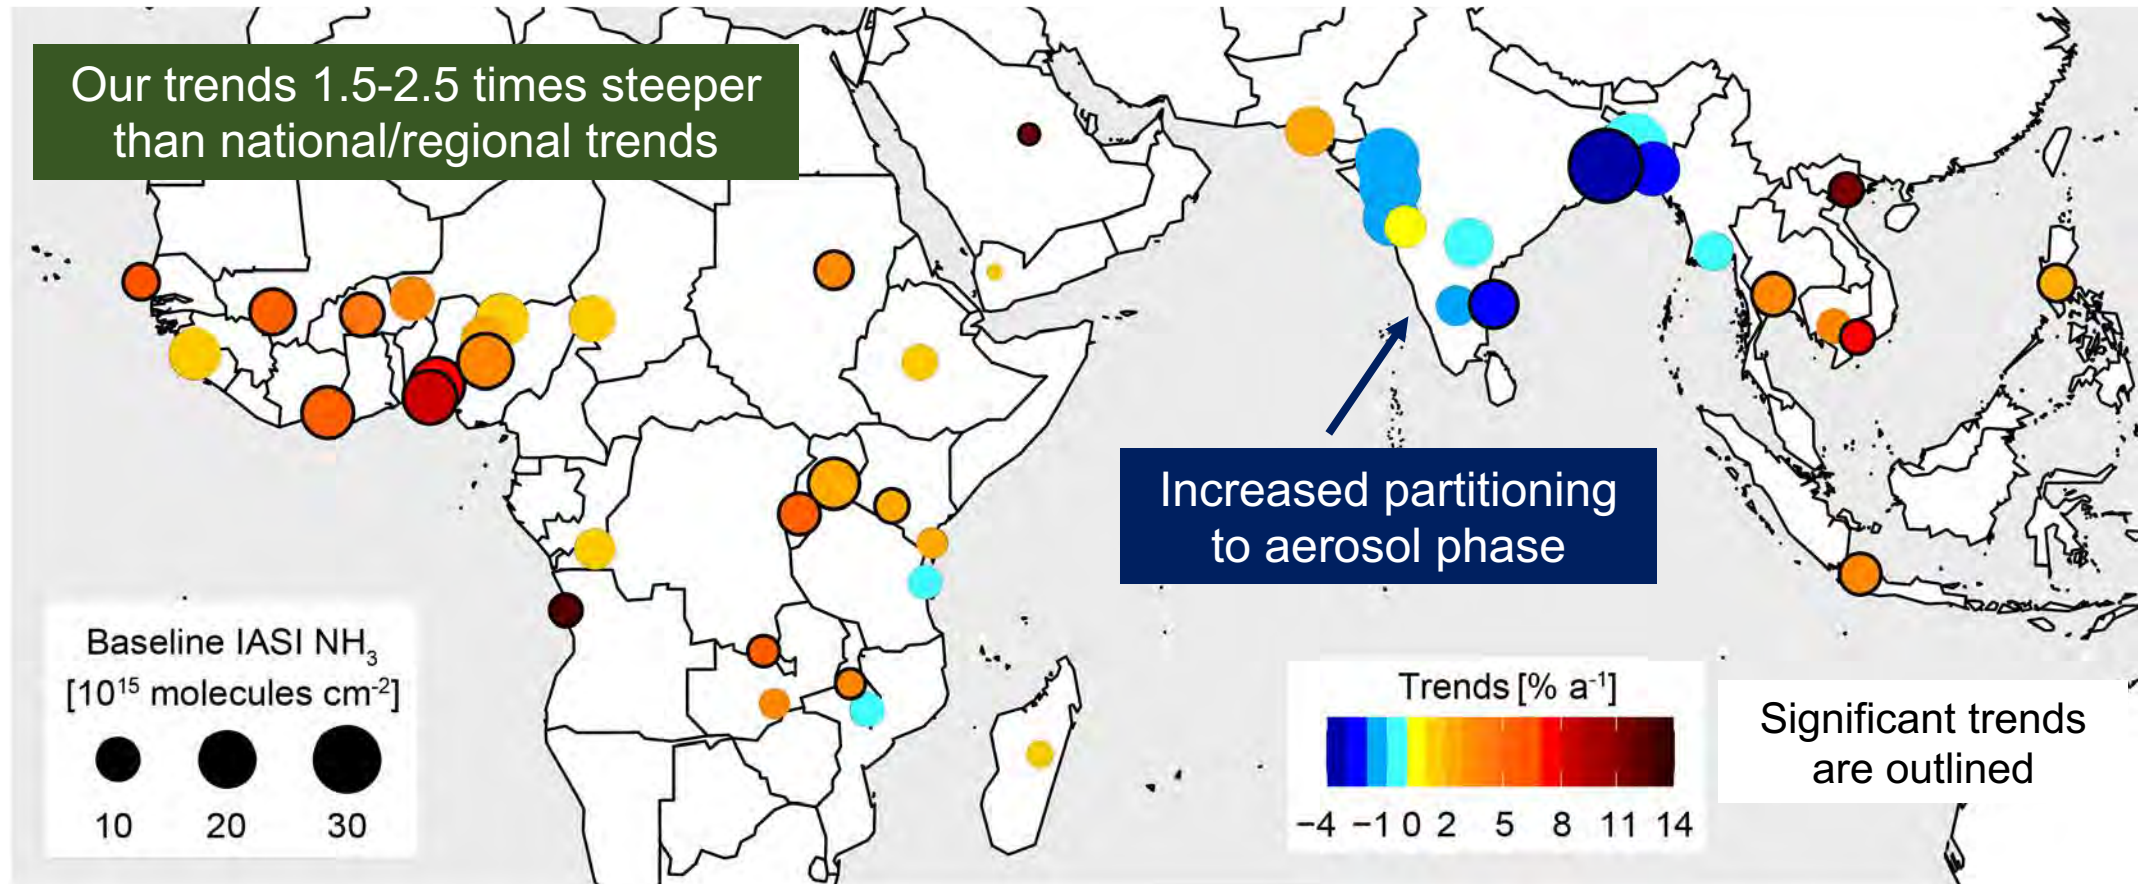 Our trends 1.5-2.5 times steeper
than national/regional trends
Increased partitioning
to aerosol phase
Baseline IASI NH₃
[10¹⁵ molecules cm⁻²]
10 20 30
Trends [% a⁻¹]
−4 −1 0 2 5 8 11 14
Significant trends
are outlined